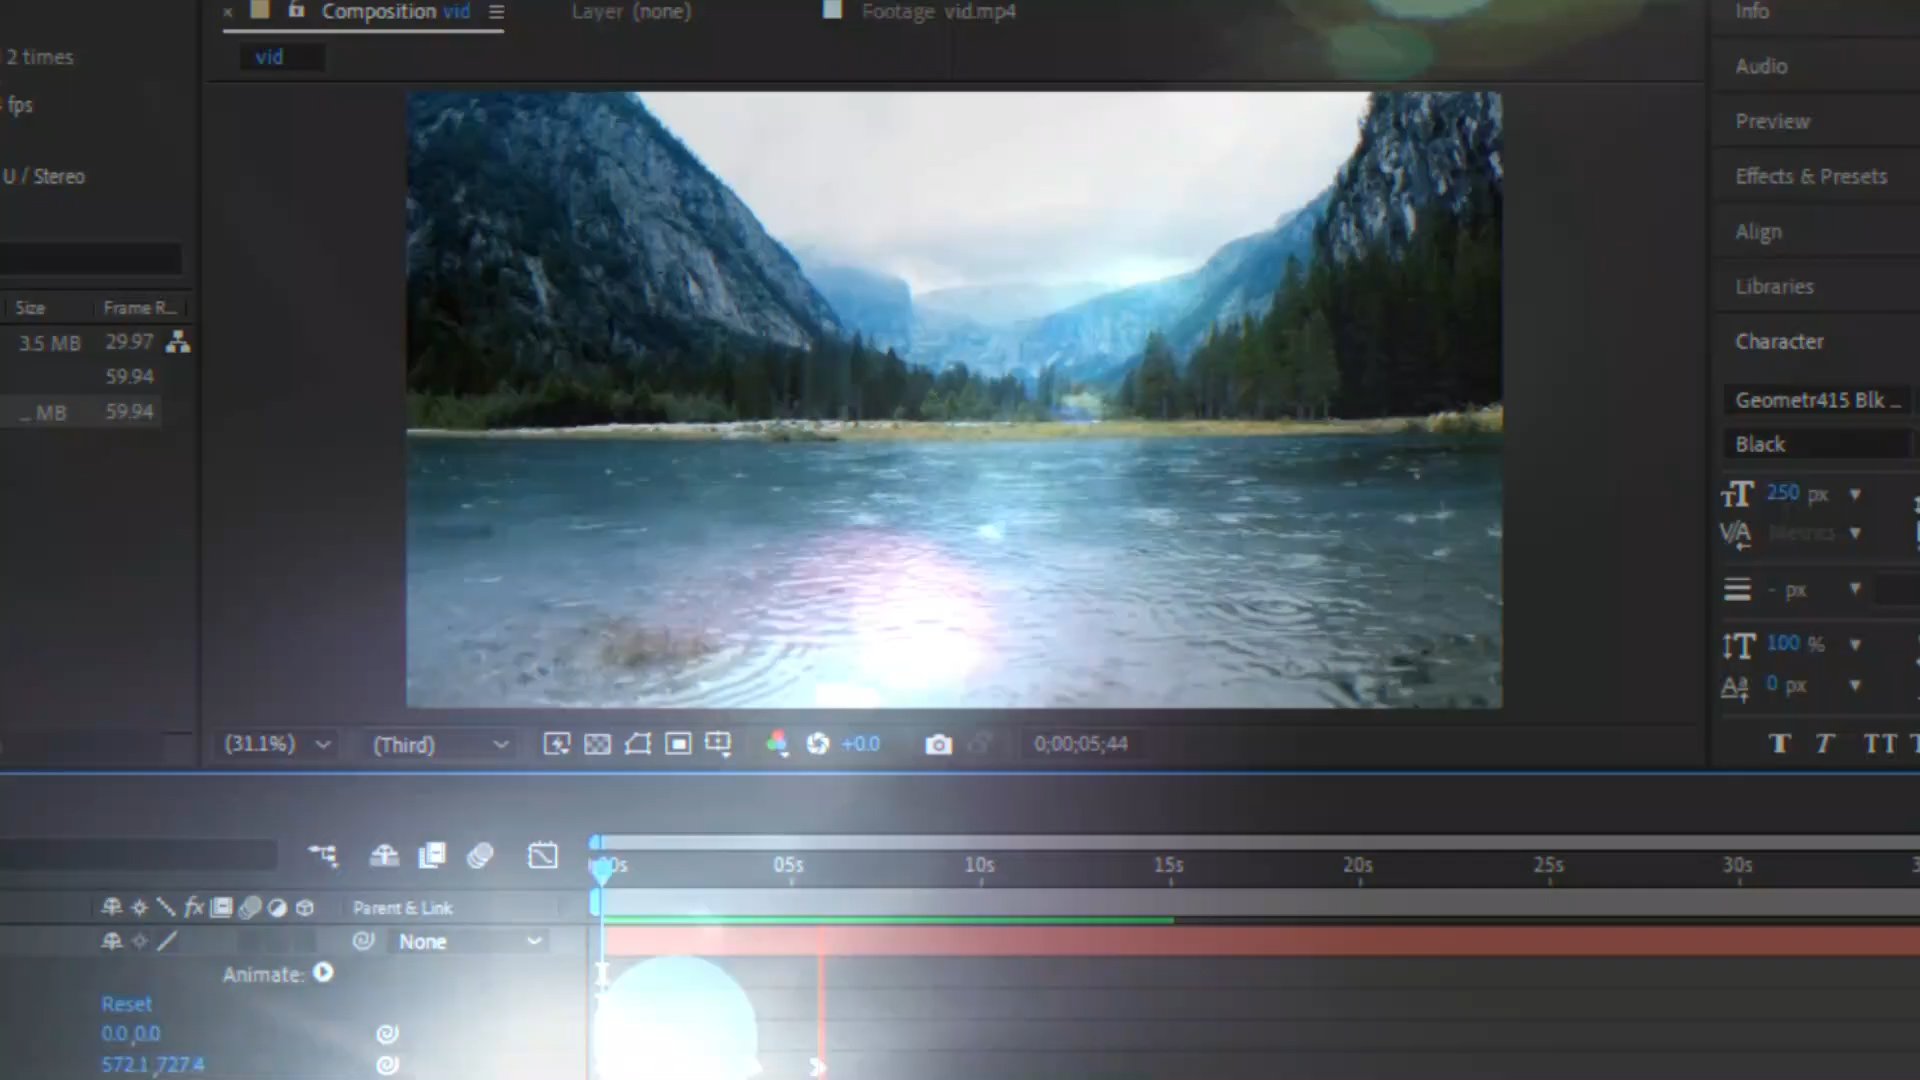 Composition vid
Layer (none)
Footage vid.mp4
vid
2 times
fps
U / Stereo
Size
Frame R...
3.5 MB
29.97
59.94
... MB
59.94
Info
Audio
Preview
Effects & Presets
Align
Libraries
Character
Geometr415 Blk ...
Black
250 px
Metrics
- px
100 %
0 px
T T TT
(31.1%)
(Third)
+0.0
0;00;05;44
05s
10s
15s
20s
25s
30s
fx
Parent & Link
None
Animate:
Reset
0.0,0.0
572.1,727.4